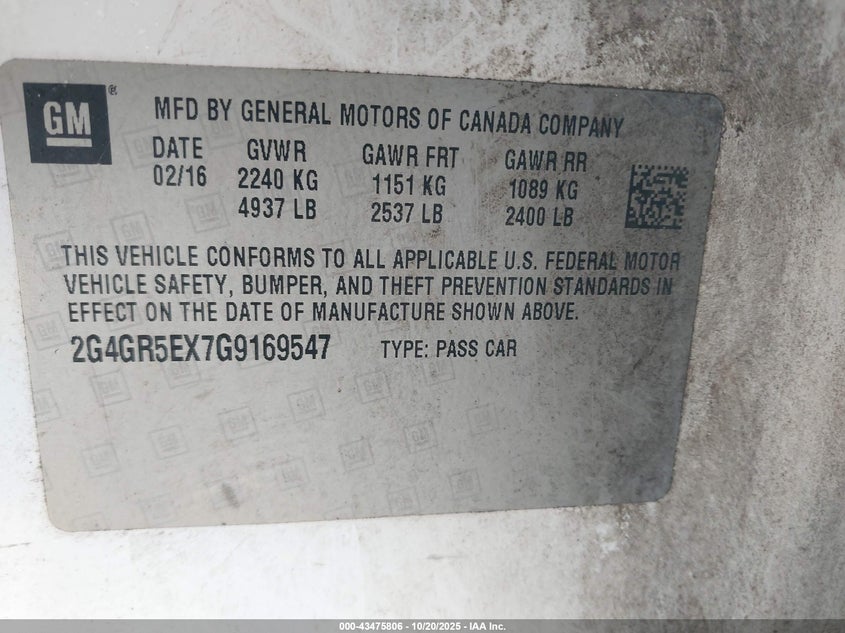 GM®
MFD BY GENERAL MOTORS OF CANADA COMPANY
DATE GVWR GAWR FRT GAWR RR
02/16 2240 KG 1151 KG 1089 KG
4937 LB 2537 LB 2400 LB
THIS VEHICLE CONFORMS TO ALL APPLICABLE U.S. FEDERAL MOTOR
VEHICLE SAFETY, BUMPER, AND THEFT PREVENTION STANDARDS IN
EFFECT ON THE DATE OF MANUFACTURE SHOWN ABOVE.
2G4GR5EX7G9169547 TYPE: PASS CAR
000-43475806 - 10/20/2025 - IAA Inc.